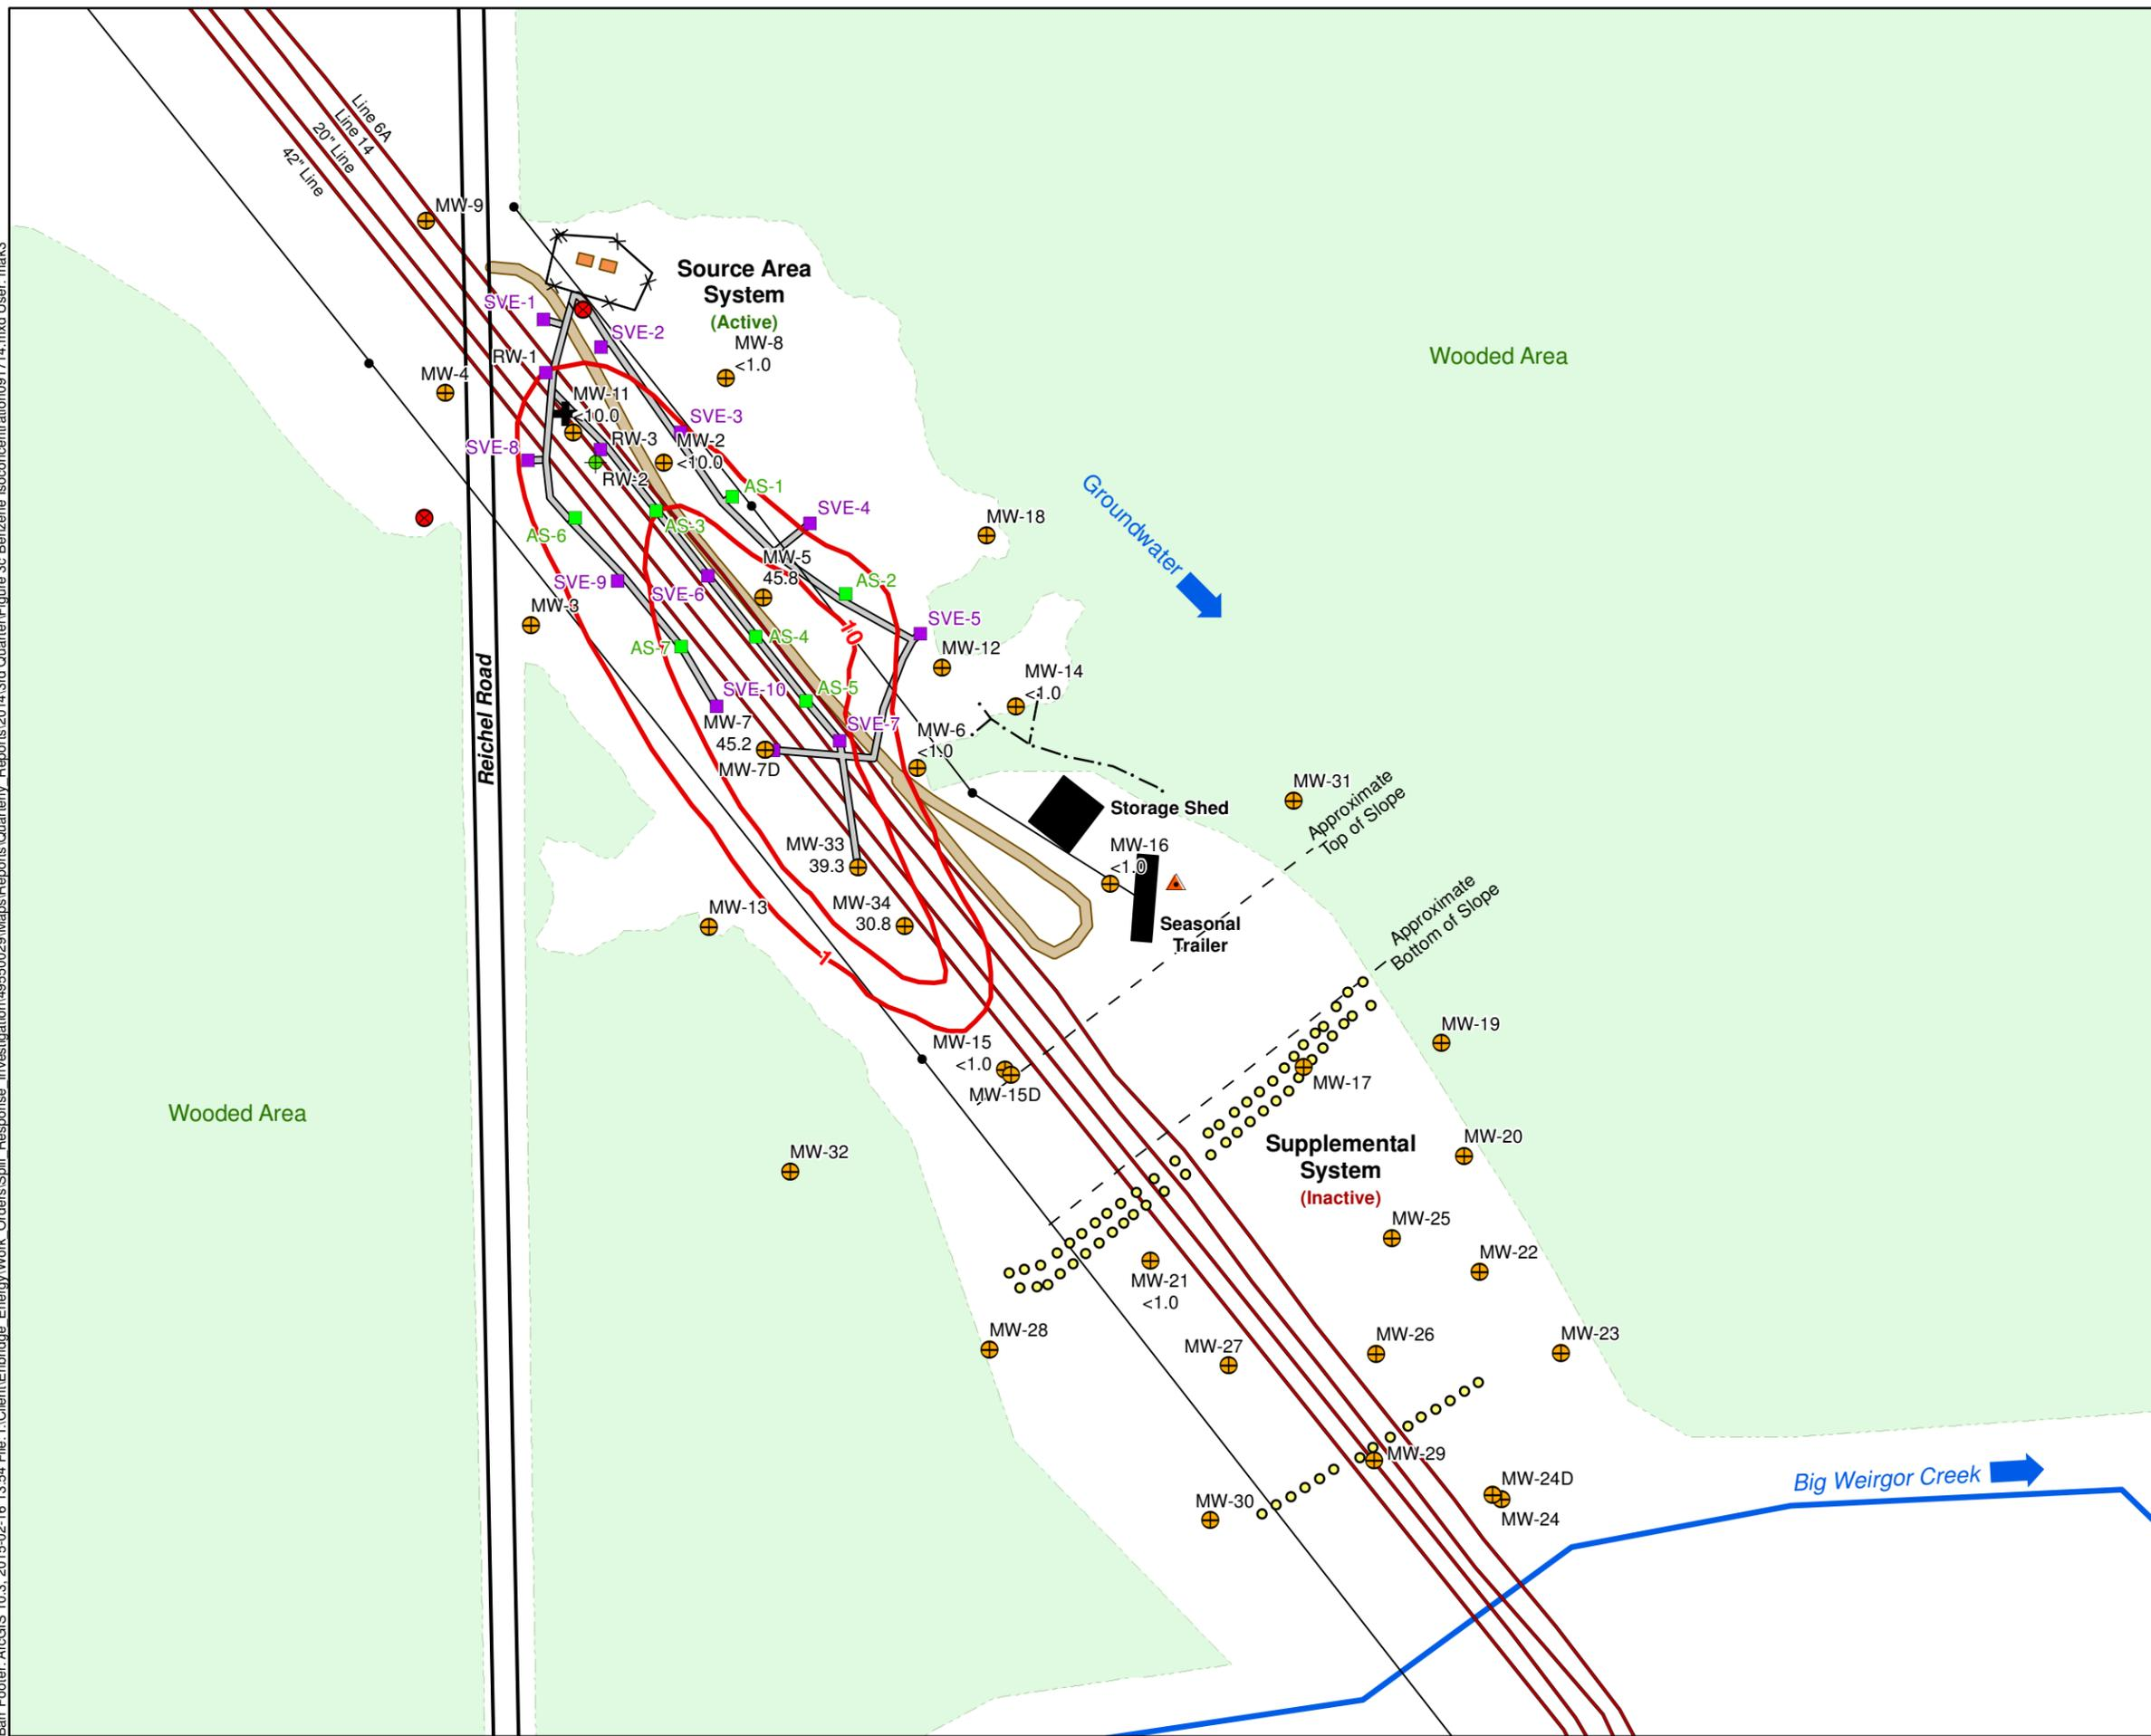 Line 6A
Line 14
20" Line
42" Line
MW-9
Source Area
System
(Active)
SVE-1
SVE-2
MW-8
<1.0
RW-1
MW-4
MW-11
<10.0
SVE-3
SVE-8
RW-3
MW-2
<10.0
RW-2
AS-1
SVE-4
AS-3
AS-6
MW-18
Groundwater
Wooded Area
MW-5
45.8
AS-2
SVE-9
SVE-6
MW-3
SVE-5
10
AS-4
AS-7
MW-12
MW-14
<1.0
SVE-10
AS-5
SVE-7
MW-7
45.2
MW-7D
MW-6
<1.0
Reichel Road
MW-31
Storage Shed
Approximate
Top of Slope
MW-33
39.3
MW-16
<1.0
MW-34
30.8
MW-13
Seasonal
Trailer
Approximate
Bottom of Slope
1
MW-15
<1.0
MW-15D
MW-19
MW-17
Wooded Area
MW-32
Supplemental
System
(Inactive)
MW-20
MW-25
MW-22
MW-21
<1.0
MW-28
MW-27
MW-26
MW-23
MW-29
MW-30
MW-24D
MW-24
Big Weirgor Creek